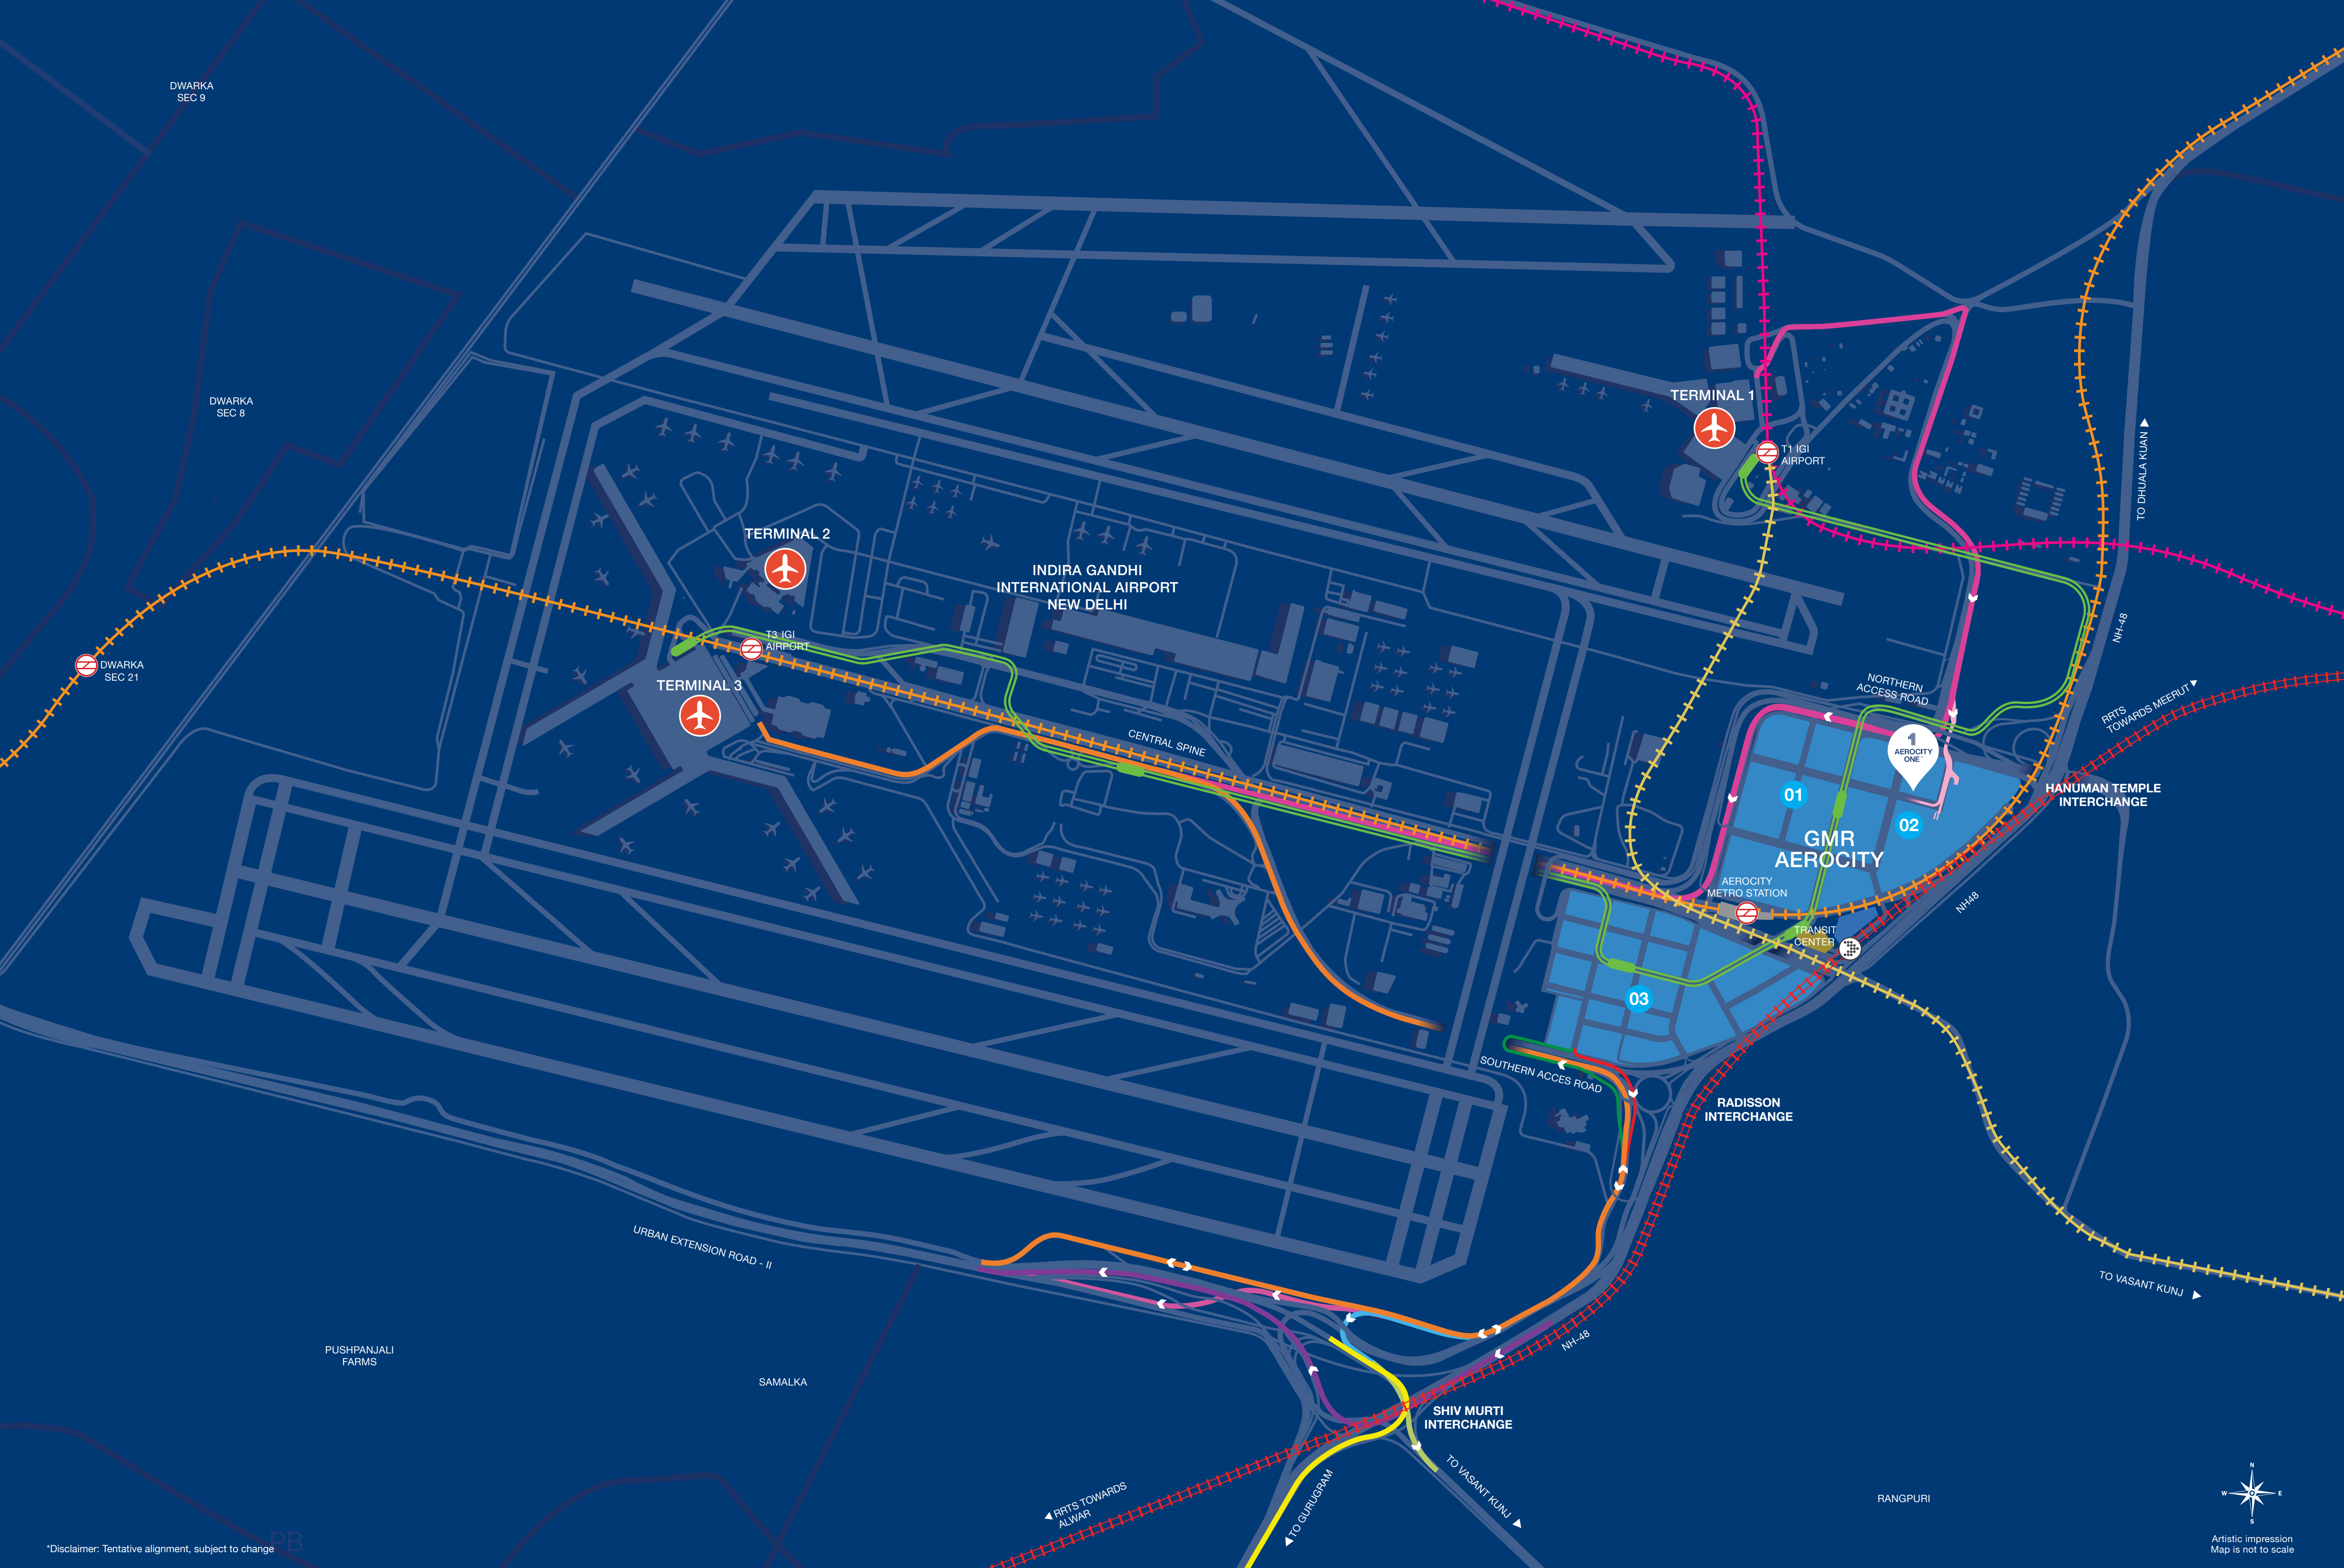 DWARKA
SEC 9
DWARKA
SEC 8
TERMINAL 1
T1 IGI
AIRPORT
TO DHUALA KUAN
TERMINAL 2
INDIRA GANDHI
INTERNATIONAL AIRPORT
NEW DELHI
T3 IGI
AIRPORT
DWARKA
SEC 21
TERMINAL 3
NH-48
NORTHERN
ACCESS ROAD
RRTS
TOWARDS MEERUT
CENTRAL SPINE
1
AEROCITY
ONE
HANUMAN TEMPLE
INTERCHANGE
01
02
GMR
AEROCITY
AEROCITY
METRO STATION
NH48
TRANSIT
CENTER
03
SOUTHERN ACCES ROAD
RADISSON
INTERCHANGE
URBAN EXTENSION ROAD - II
TO VASANT KUNJ
NH-48
PUSHPANJALI
FARMS
SAMALKA
SHIV MURTI
INTERCHANGE
TO VASANT KUNJ
TO GURUGRAM
RRTS TOWARDS
ALWAR
RANGPURI
N
W
E
S
Artistic impression
Map is not to scale
PB
*Disclaimer: Tentative alignment, subject to change